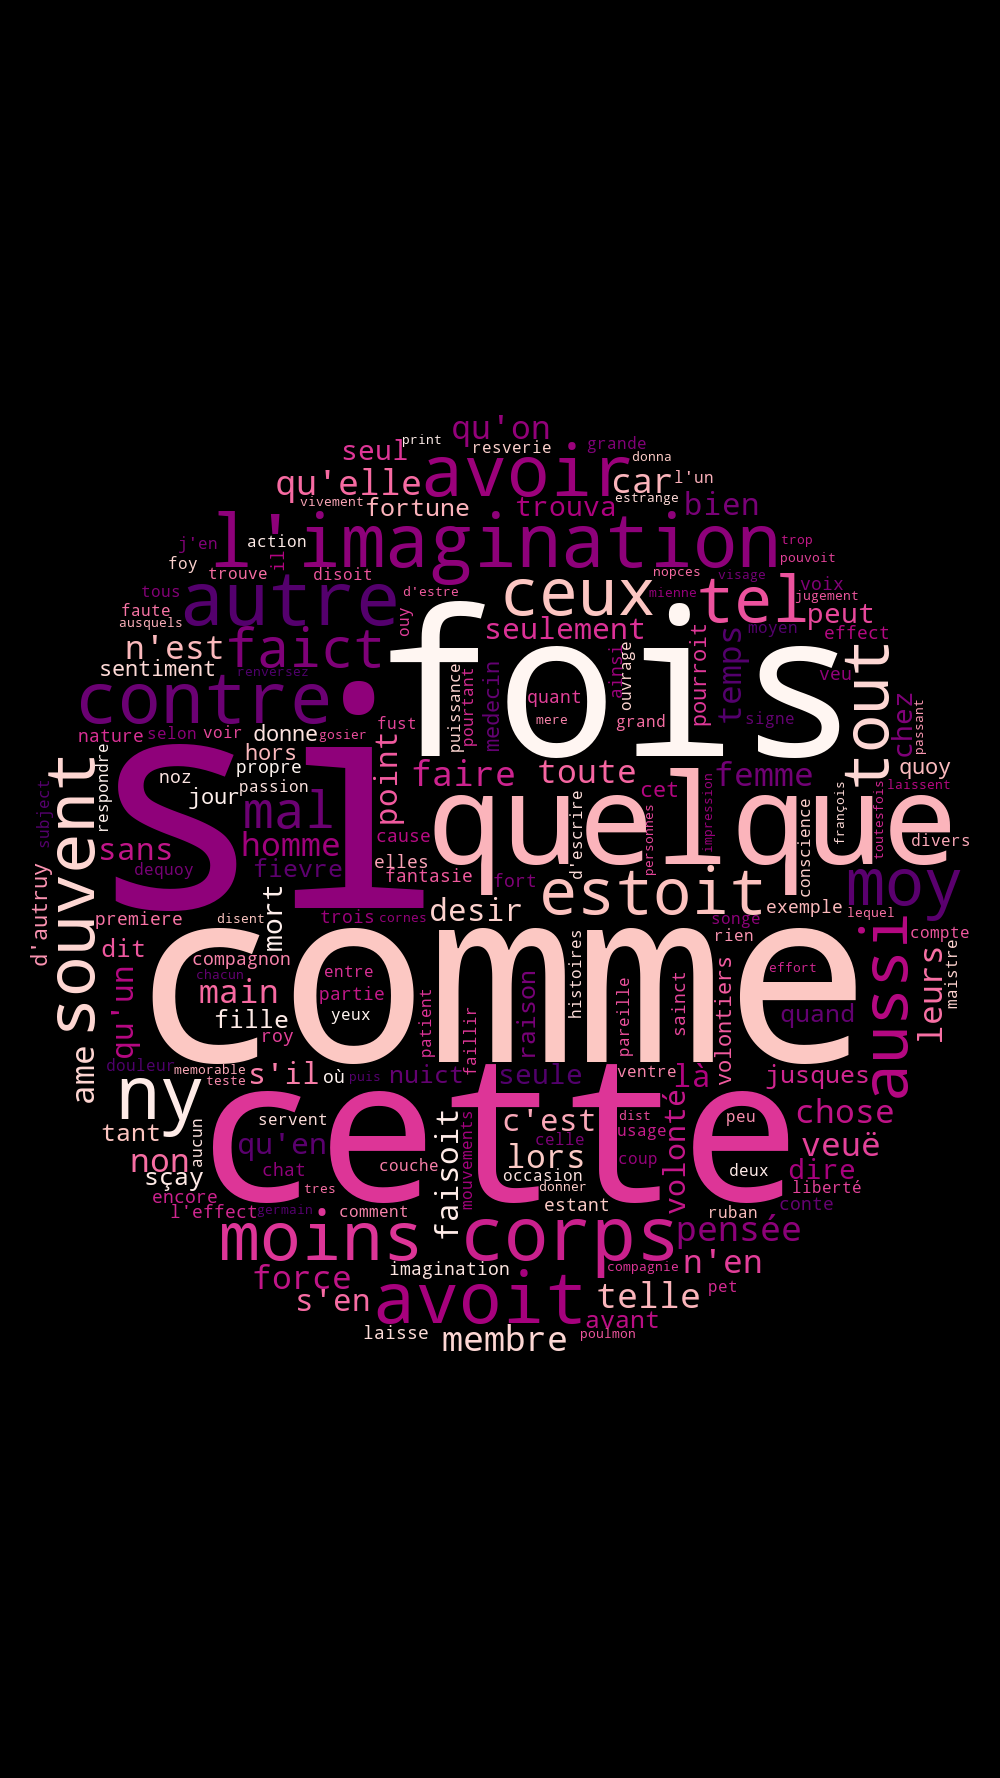 qu'on
print
seul
resverie
grande
donna
avoir
car
l'un
qu'elle
estrange
vivement
fortune
trouva
bien
l'imagination
j'en
action
il
trop
pouvoit
foy
trouve
disoit
nopces
visage
voix
tous
autre
d'estre
ceux
mienne
tel
jugement
peut
faute
ausquels
ouy
fois
seulement
moyen
effect
n'est
faict
sentiment
renversez
puissance
pourtant
medecin
ainsi
ouvrage
pourroit
temps
tout
veu
contre
quant
mere
grand
signe
chez
passant
nature
selon
voir
donne
gosier
fust
hors
si
point
propre
passion
noz
jour
respondre
subject
souvent
faire
toute
cet
femme
quoy
laissent
quelque
impression
personnes
françois
toutesfois
conscience
divers
mal
homme
cause
sans
dequoy
fievre
elles
fantasie
fort
d'escrire
estoit
moy
d'autruy
premiere
disent
mort
trois
cornes
desir
songe
exemple
lequel
rien
compte
dit
compagnon
comme
aussi
leurs
maistre
qu'un
chacun
main
entre
partie
yeux
fille
roy
patient
faillir
raison
histoires
pareille
sainct
volontiers
effort
quand
ame
douleur
memorable
teste
s'il
où
puis
nuict
seule
ventre
là
jusques
ny
cette
servent
c'est
dist
usage
volonté
peu
chose
tant
aucun
qu'en
faisoit
mouvements
celle
coup
veuë
non
sçay
chat
couche
lors
occasion
donner
deux
dire
encore
tres
liberté
l'effect
germain
comment
estant
ruban
conte
moins
corps
pensée
force
imagination
compagnie
n'en
s'en
avoit
telle
pet
ayant
laisse
membre
poulmon